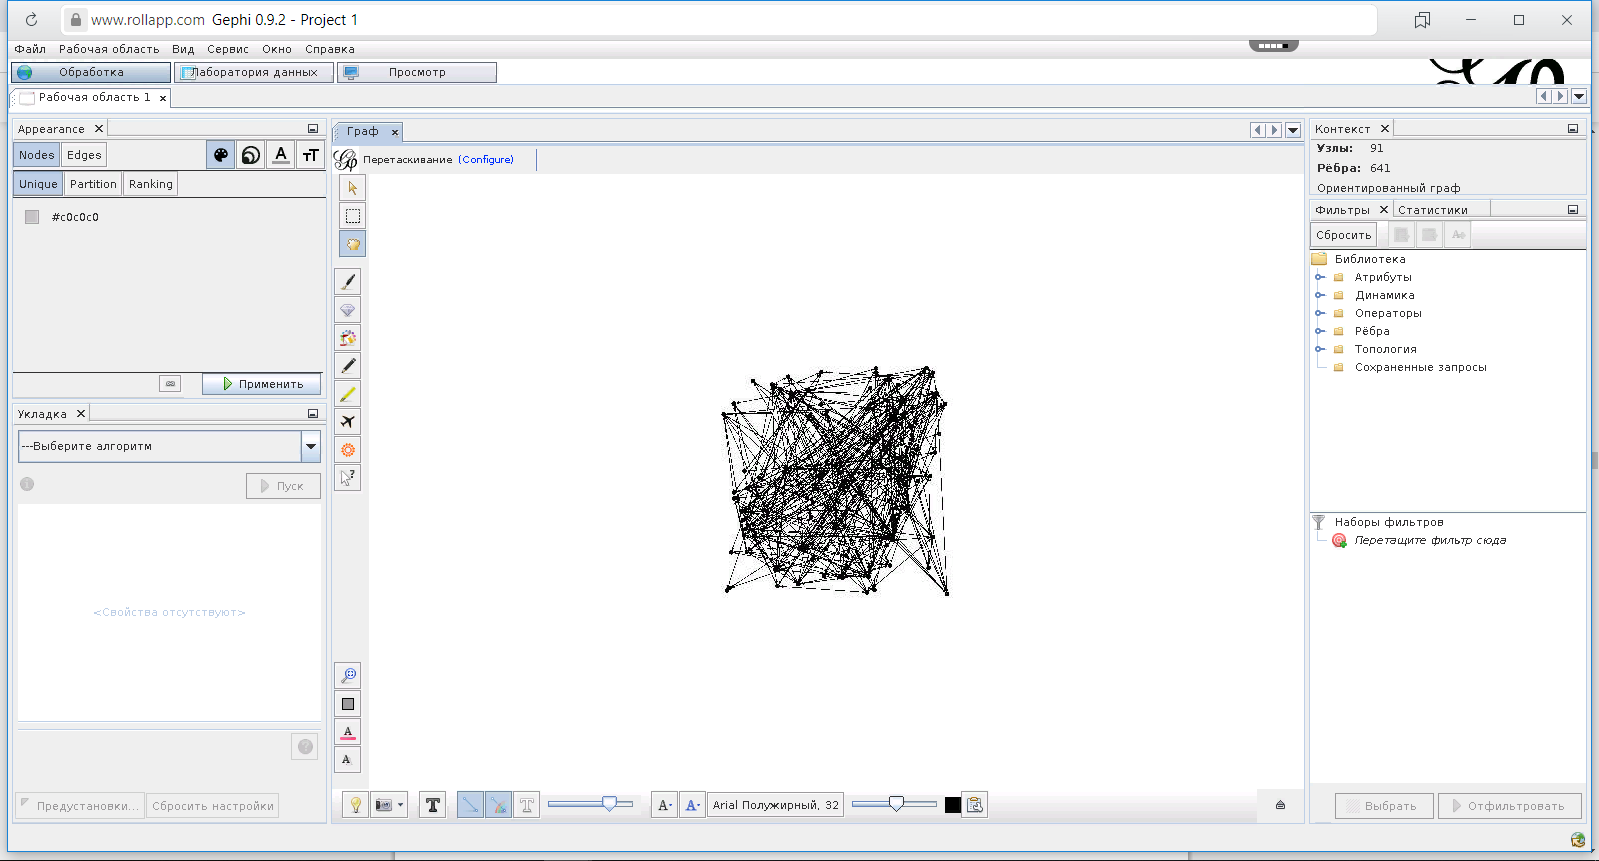 www.rollapp.com Gephi 0.9.2 - Project 1
Файл Рабочая область Вид Сервис Окно Справка
Обработка Лаборатория данных Просмотр
Рабочая область 1
Appearance
Nodes Edges
Unique Partition Ranking
#c0c0c0
Применить
Укладка
---Выберите алгоритм
Пуск
<Свойства отсутствуют>
Предустановки... Сбросить настройки
Граф
Перетаскивание (Configure)
Arial Полужирный, 32
Контекст
Узлы: 91
Рёбра: 641
Ориентированный граф
Фильтры Статистики
Сбросить
Библиотека
Атрибуты
Динамика
Операторы
Рёбра
Топология
Сохраненные запросы
Наборы фильтров
Перетащите фильтр сюда
Выбрать Отфильтровать